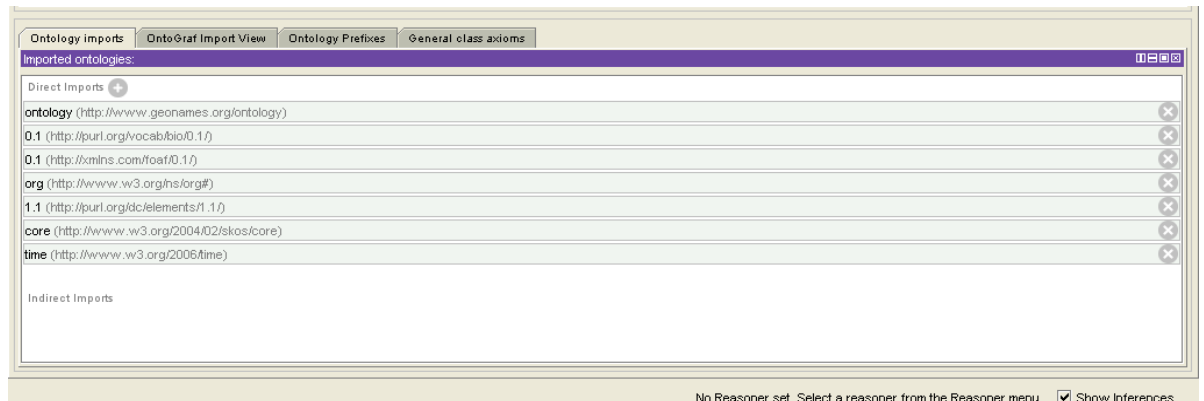 Ontology imports OntoGraf Import View Ontology Prefixes General class axioms
Imported ontologies:
Direct Imports
ontology (http://www.geonames.org/ontology)
0.1 (http://purl.org/vocab/bio/0.1/)
0.1 (http://xmlns.com/foaf/0.1/)
org (http://www.w3.org/ns/org#)
1.1 (http://purl.org/dc/elements/1.1/)
core (http://www.w3.org/2004/02/skos/core)
time (http://www.w3.org/2006/time)
Indirect Imports
No Reasoner set. Select a reasoner from the Reasoner menu Show Inferences